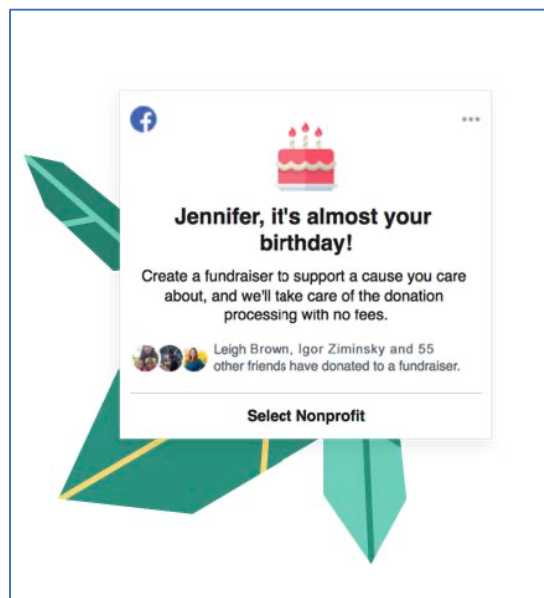 Jennifer, it's almost your
birthday!
Create a fundraiser to support a cause you care
about, and we'll take care of the donation
processing with no fees.
Leigh Brown, Igor Ziminsky and 55
other friends have donated to a fundraiser.
Select Nonprofit